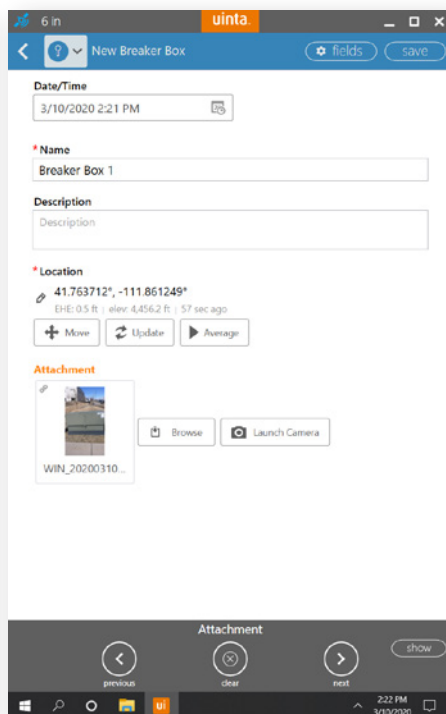 6 in
uinta.
New Breaker Box
fields
save
Date/Time
3/10/2020 2:21 PM
*Name
Breaker Box 1
Description
Description
*Location
41.763712°, -111.861249°
EHE: 0.5 ft | elev: 4,456.2 ft | 57 sec ago
Move Update Average
Attachment
Browse Launch Camera
WIN_20200310...
Attachment
show
previous clear next
ui
2:22 PM
3/10/2020